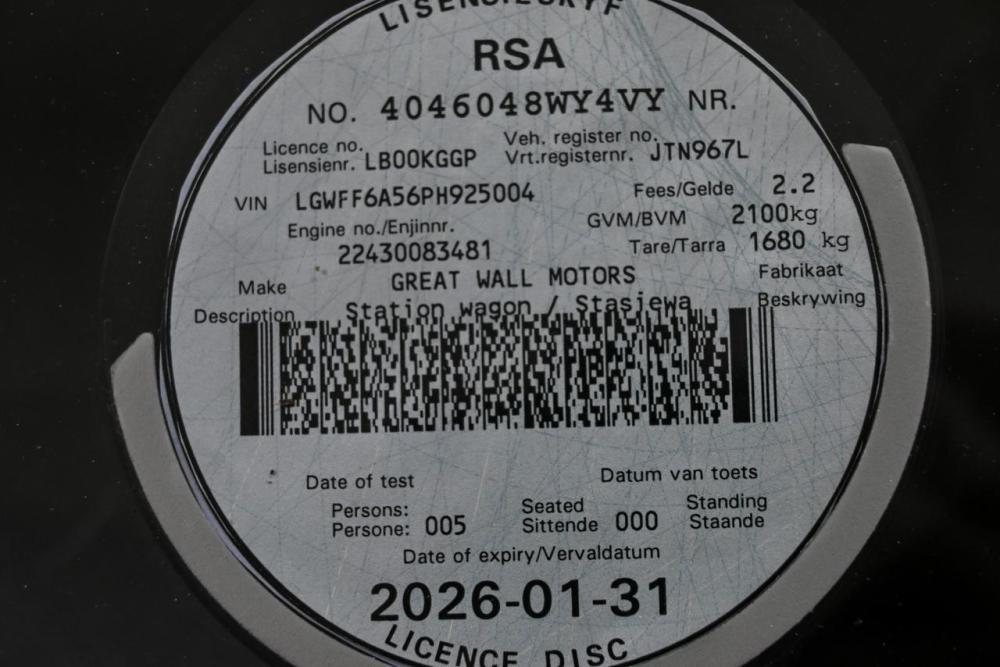 LISENSIESKYF
RSA
NO. 4046048WY4VY NR.
Licence no. Veh. register no.
Lisensienr. LB00KGGP Vrt.registernr. JTN967L
VIN LGWFF6A56PH925004 Fees/Gelde 2.2
Engine no./Enjinnr. GVM/BVM 2100kg
22430083481 Tare/Tarra 1680 kg
Make GREAT WALL MOTORS Fabrikaat
Description Station wagon / Stasiewa Beskrywing
Date of test Datum van toets
Persons: Seated Standing
Persone: 005 Sittende 000 Staande
Date of expiry/Vervaldatum
2026-01-31
LICENCE DISC